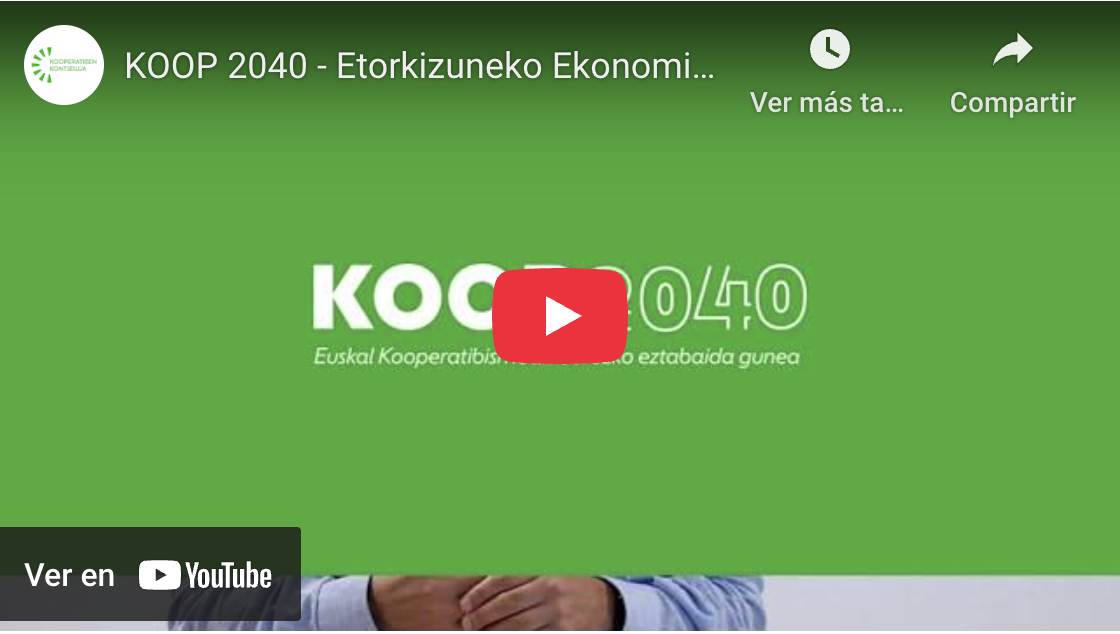 KOOPERATIBEN
KONTSEILUA
KOOP 2040 - Etorkizuneko Ekonomi...
Ver más ta...
Compartir
KOO 2040
Euskal Kooperatibis eztabaida gunea
Ver en YouTube